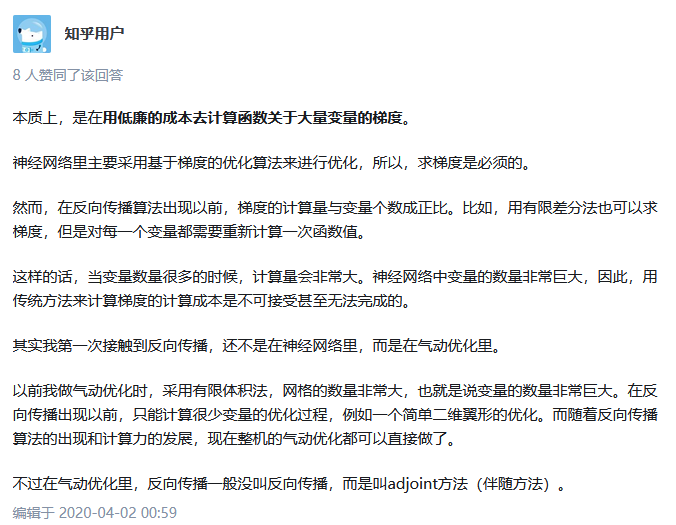 知乎用户
8 人赞同了该回答
本质上，是在用低廉的成本去计算函数关于大量变量的梯度。
神经网络里主要采用基于梯度的优化算法来进行优化，所以，求梯度是必须的。
然而，在反向传播算法出现以前，梯度的计算量与变量个数成正比。比如，用有限差分法也可以求
梯度，但是对每一个变量都需要重新计算一次函数值。
这样的话，当变量数量很多的时候，计算量会非常大。神经网络中变量的数量非常巨大，因此，用
传统方法来计算梯度的计算成本是不可接受甚至无法完成的。
其实我第一次接触到反向传播，还不是在神经网络里，而是在气动优化里。
以前我做气动优化时，采用有限体积法，网格的数量非常大，也就是说变量的数量非常巨大。在反
向传播出现以前，只能计算很少变量的优化过程，例如一个简单二维翼形的优化。而随着反向传播
算法的出现和计算力的发展，现在整机的气动优化都可以直接做了。
不过在气动优化里，反向传播一般没叫反向传播，而是叫adjoint方法（伴随方法）。
编辑于 2020-04-02 00:59